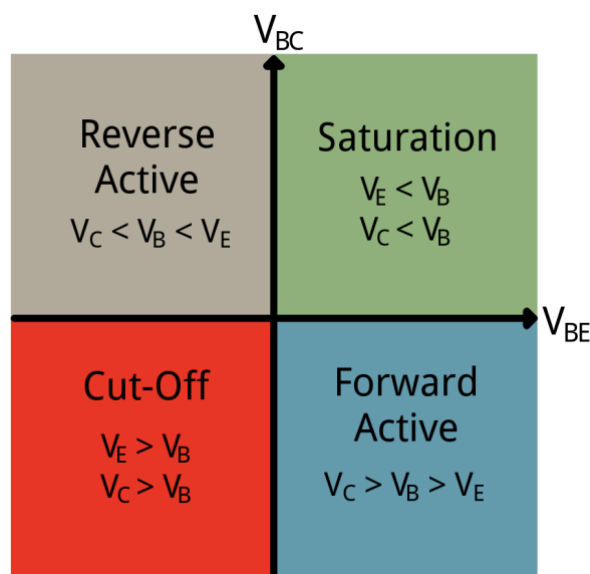 VBC
Reverse
Active
VC < VB < VE
Saturation
VE < VB
VC < VB
VBE
Cut-Off
VE > VB
VC > VB
Forward
Active
VC > VB > VE